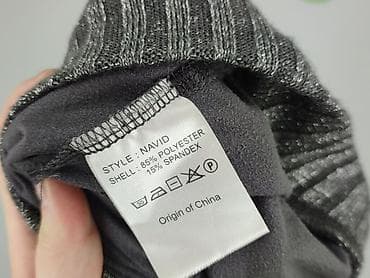 STYLE : NAVID
SHELL : 85% POLYESTER
15% SPANDEX
P
Origin of China